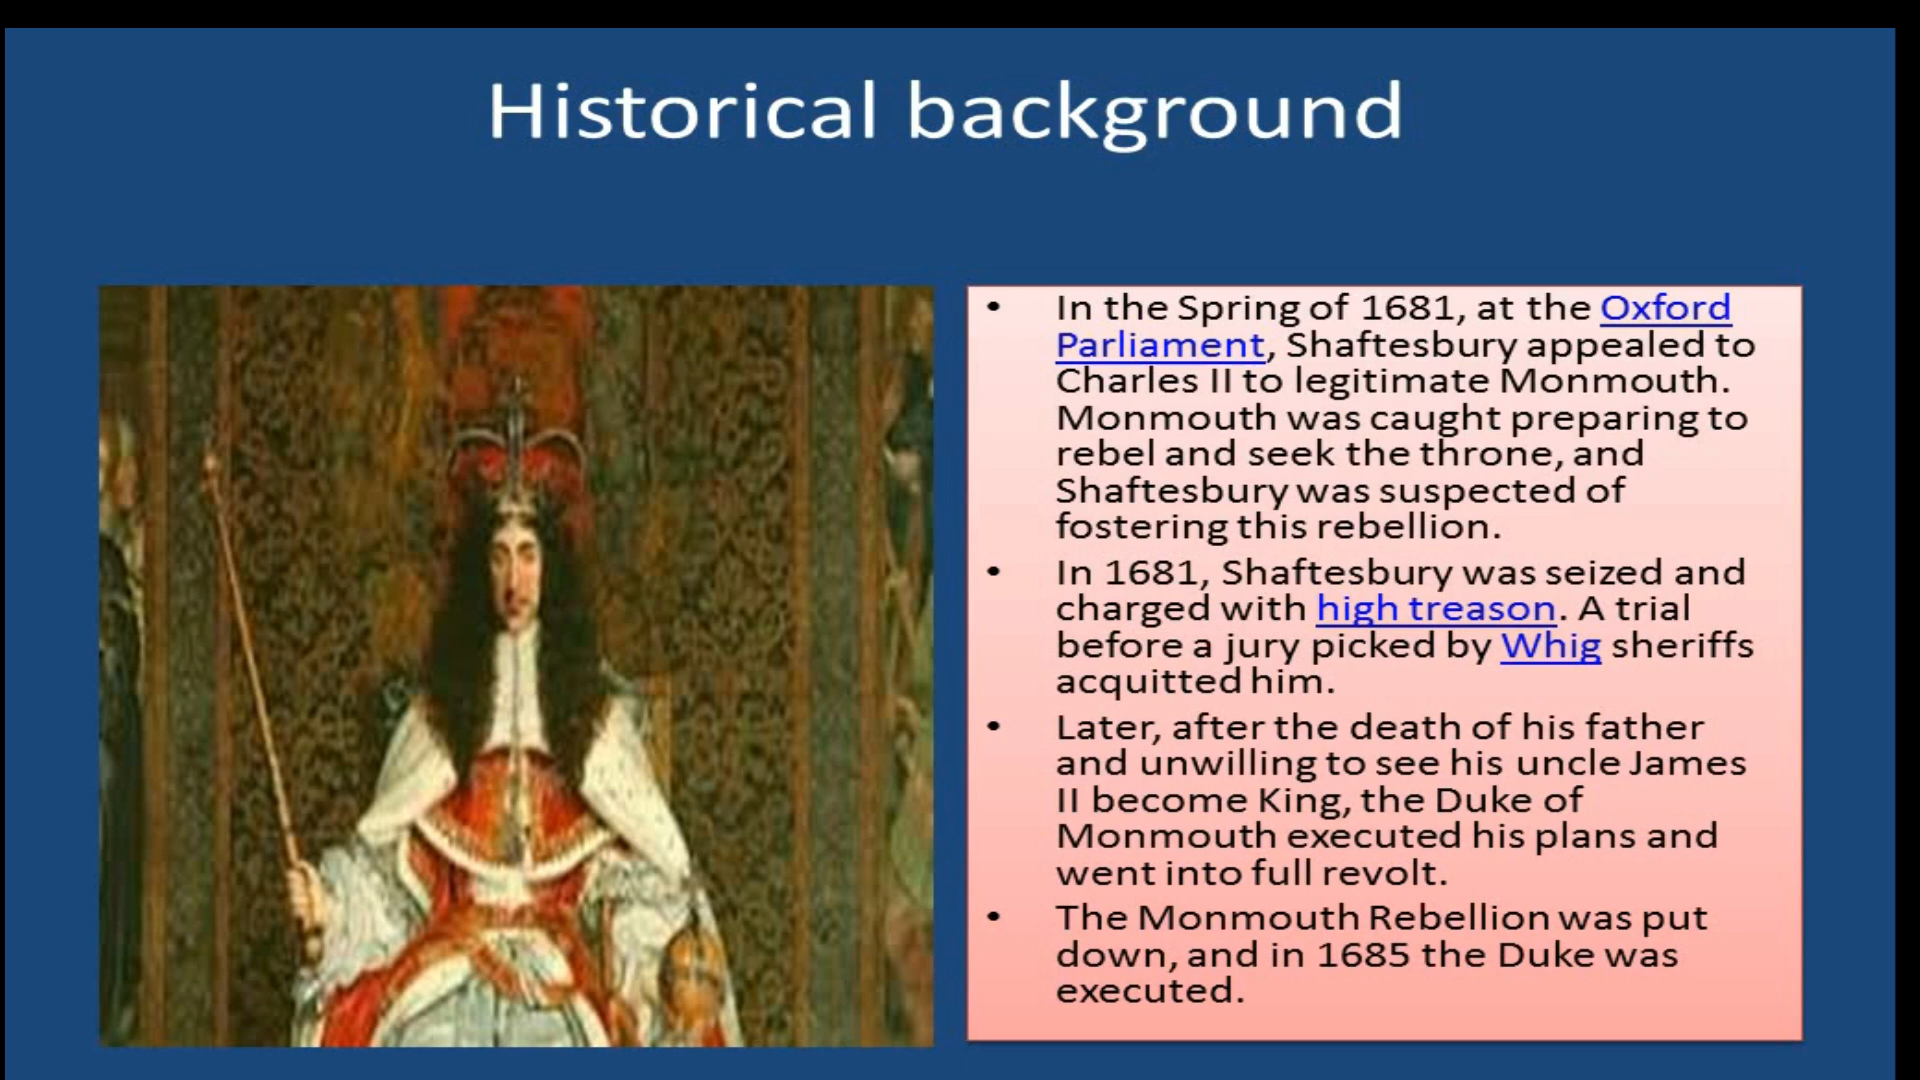 Historical background
• In the Spring of 1681, at the Oxford
Parliament, Shaftesbury appealed to
Charles II to legitimate Monmouth.
Monmouth was caught preparing to
rebel and seek the throne, and
Shaftesbury was suspected of
fostering this rebellion.
• In 1681, Shaftesbury was seized and
charged with high treason. A trial
before a jury picked by Whig sheriffs
acquitted him.
• Later, after the death of his father
and unwilling to see his uncle James
II become King, the Duke of
Monmouth executed his plans and
went into full revolt.
• The Monmouth Rebellion was put
down, and in 1685 the Duke was
executed.